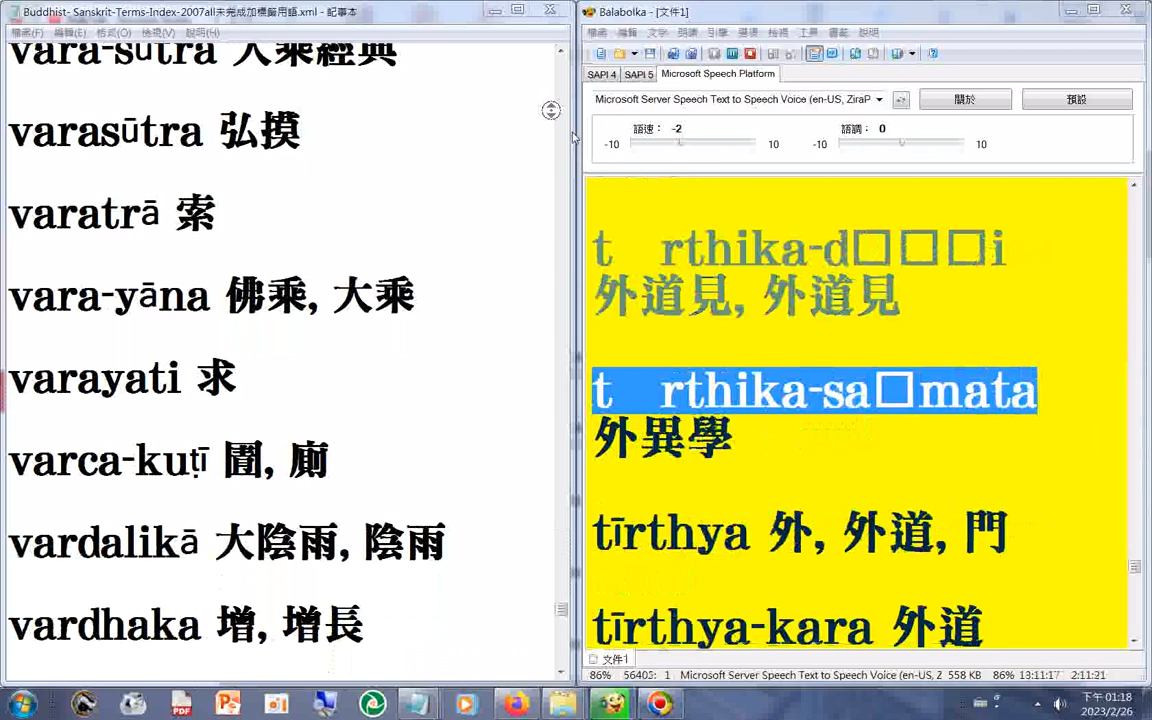 Buddhist- Sanskrit-Terms-Index-2007all未完成加標籤用語.xml - 記事本
檔案(F) 編輯(E) 格式(O) 檢視(V) 說明(H)
vara-sūtra 大乘經典
varasūtra 弘摸
varatrā 索
vara-yāna 佛乘, 大乘
varayati 求
varca-kuṭī 圊, 廁
vardalikā 大陰雨, 陰雨
vardhaka 增, 增長
Balabolka - [文件1]
檔案 編輯 文字 朗讀 引擎 選項 檢視 工具 書籤 說明
SAPI 4 SAPI 5 Microsoft Speech Platform
Microsoft Server Speech Text to Speech Voice (en-US, ZiraP 關於 預設
語速： -2 語調： 0
-10 10 -10 10
t rthika-d□□□i
外道見, 外道見
t rthika-sa□mata
外異學
tīrthya 外, 外道, 門
tīrthya-kara 外道
文件1
86% 56405: 1 Microsoft Server Speech Text to Speech Voice (en-US, Z 558 KB 86% 13:11:17 2:11:21
下午 01:18
2023/2/26